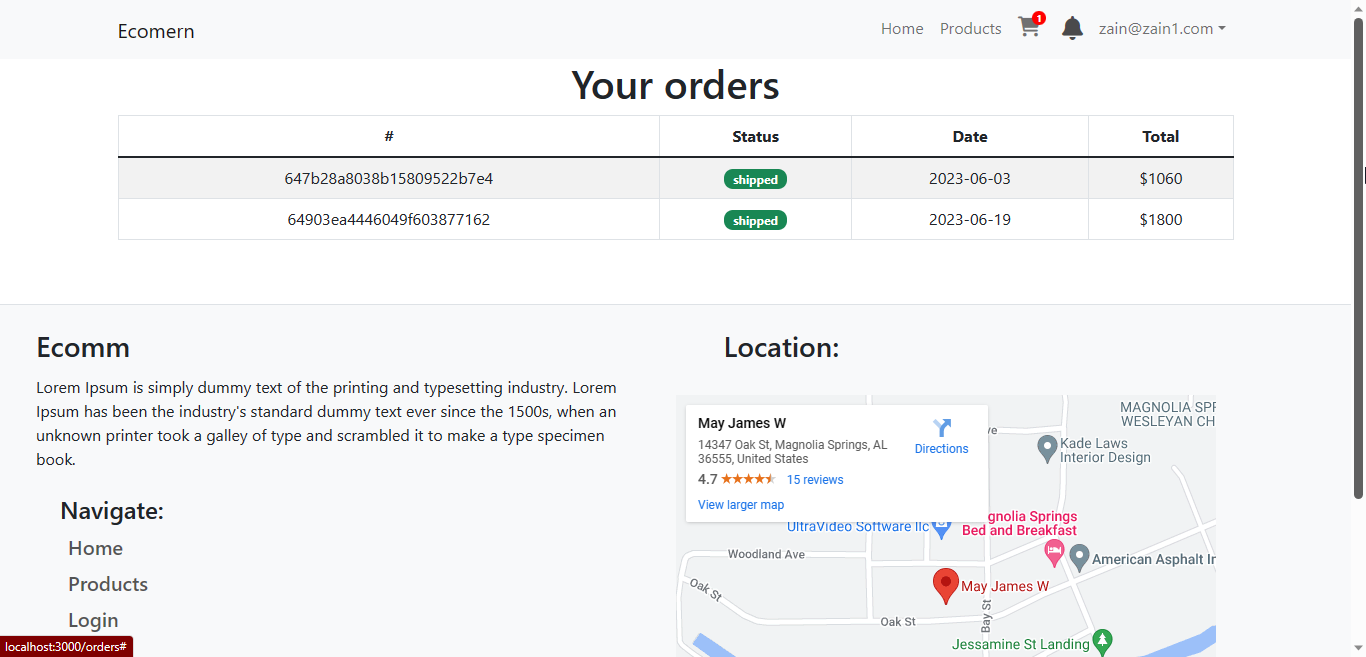 Ecomern
Home Products 1 zain@zain1.com
Your orders
# Status Date Total
647b28a8038b15809522b7e4 shipped 2023-06-03 $1060
64903ea4446049f603877162 shipped 2023-06-19 $1800
Ecomm
Lorem Ipsum is simply dummy text of the printing and typesetting industry. Lorem
Ipsum has been the industry's standard dummy text ever since the 1500s, when an
unknown printer took a galley of type and scrambled it to make a type specimen
book.
Navigate:
Home
Products
Login
localhost:3000/orders#
Location:
May James W
14347 Oak St, Magnolia Springs, AL
36555, United States
4.7 15 reviews
View larger map
Directions
MAGNOLIA SPR
WESLEYAN CH
Kade Laws
Interior Design
ve
UltraVideo Software llc
gnolia Springs
Bed and Breakfast
Woodland Ave
American Asphalt In
Oak St
May James W
Oak St
Bay St
Jessamine St Landing